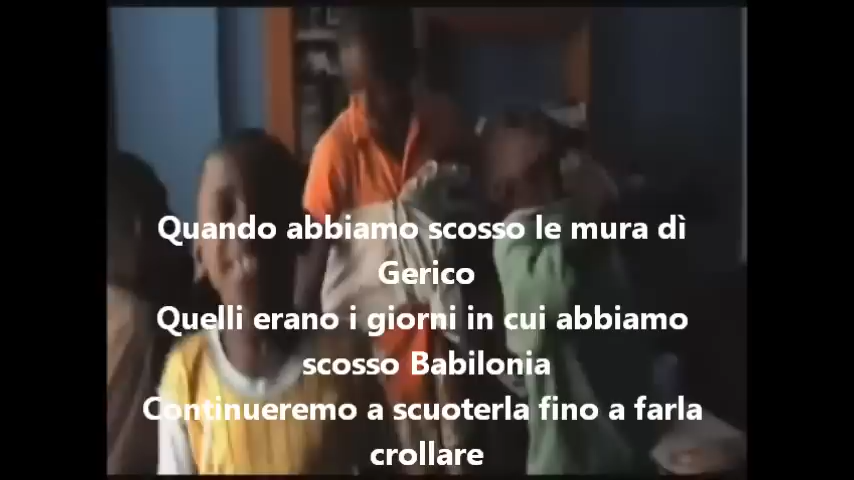 Quando abbiamo scosso le mura dì
Gerico
Quelli erano i giorni in cui abbiamo
scosso Babilonia
Continueremo a scuoterla fino a farla
crollare